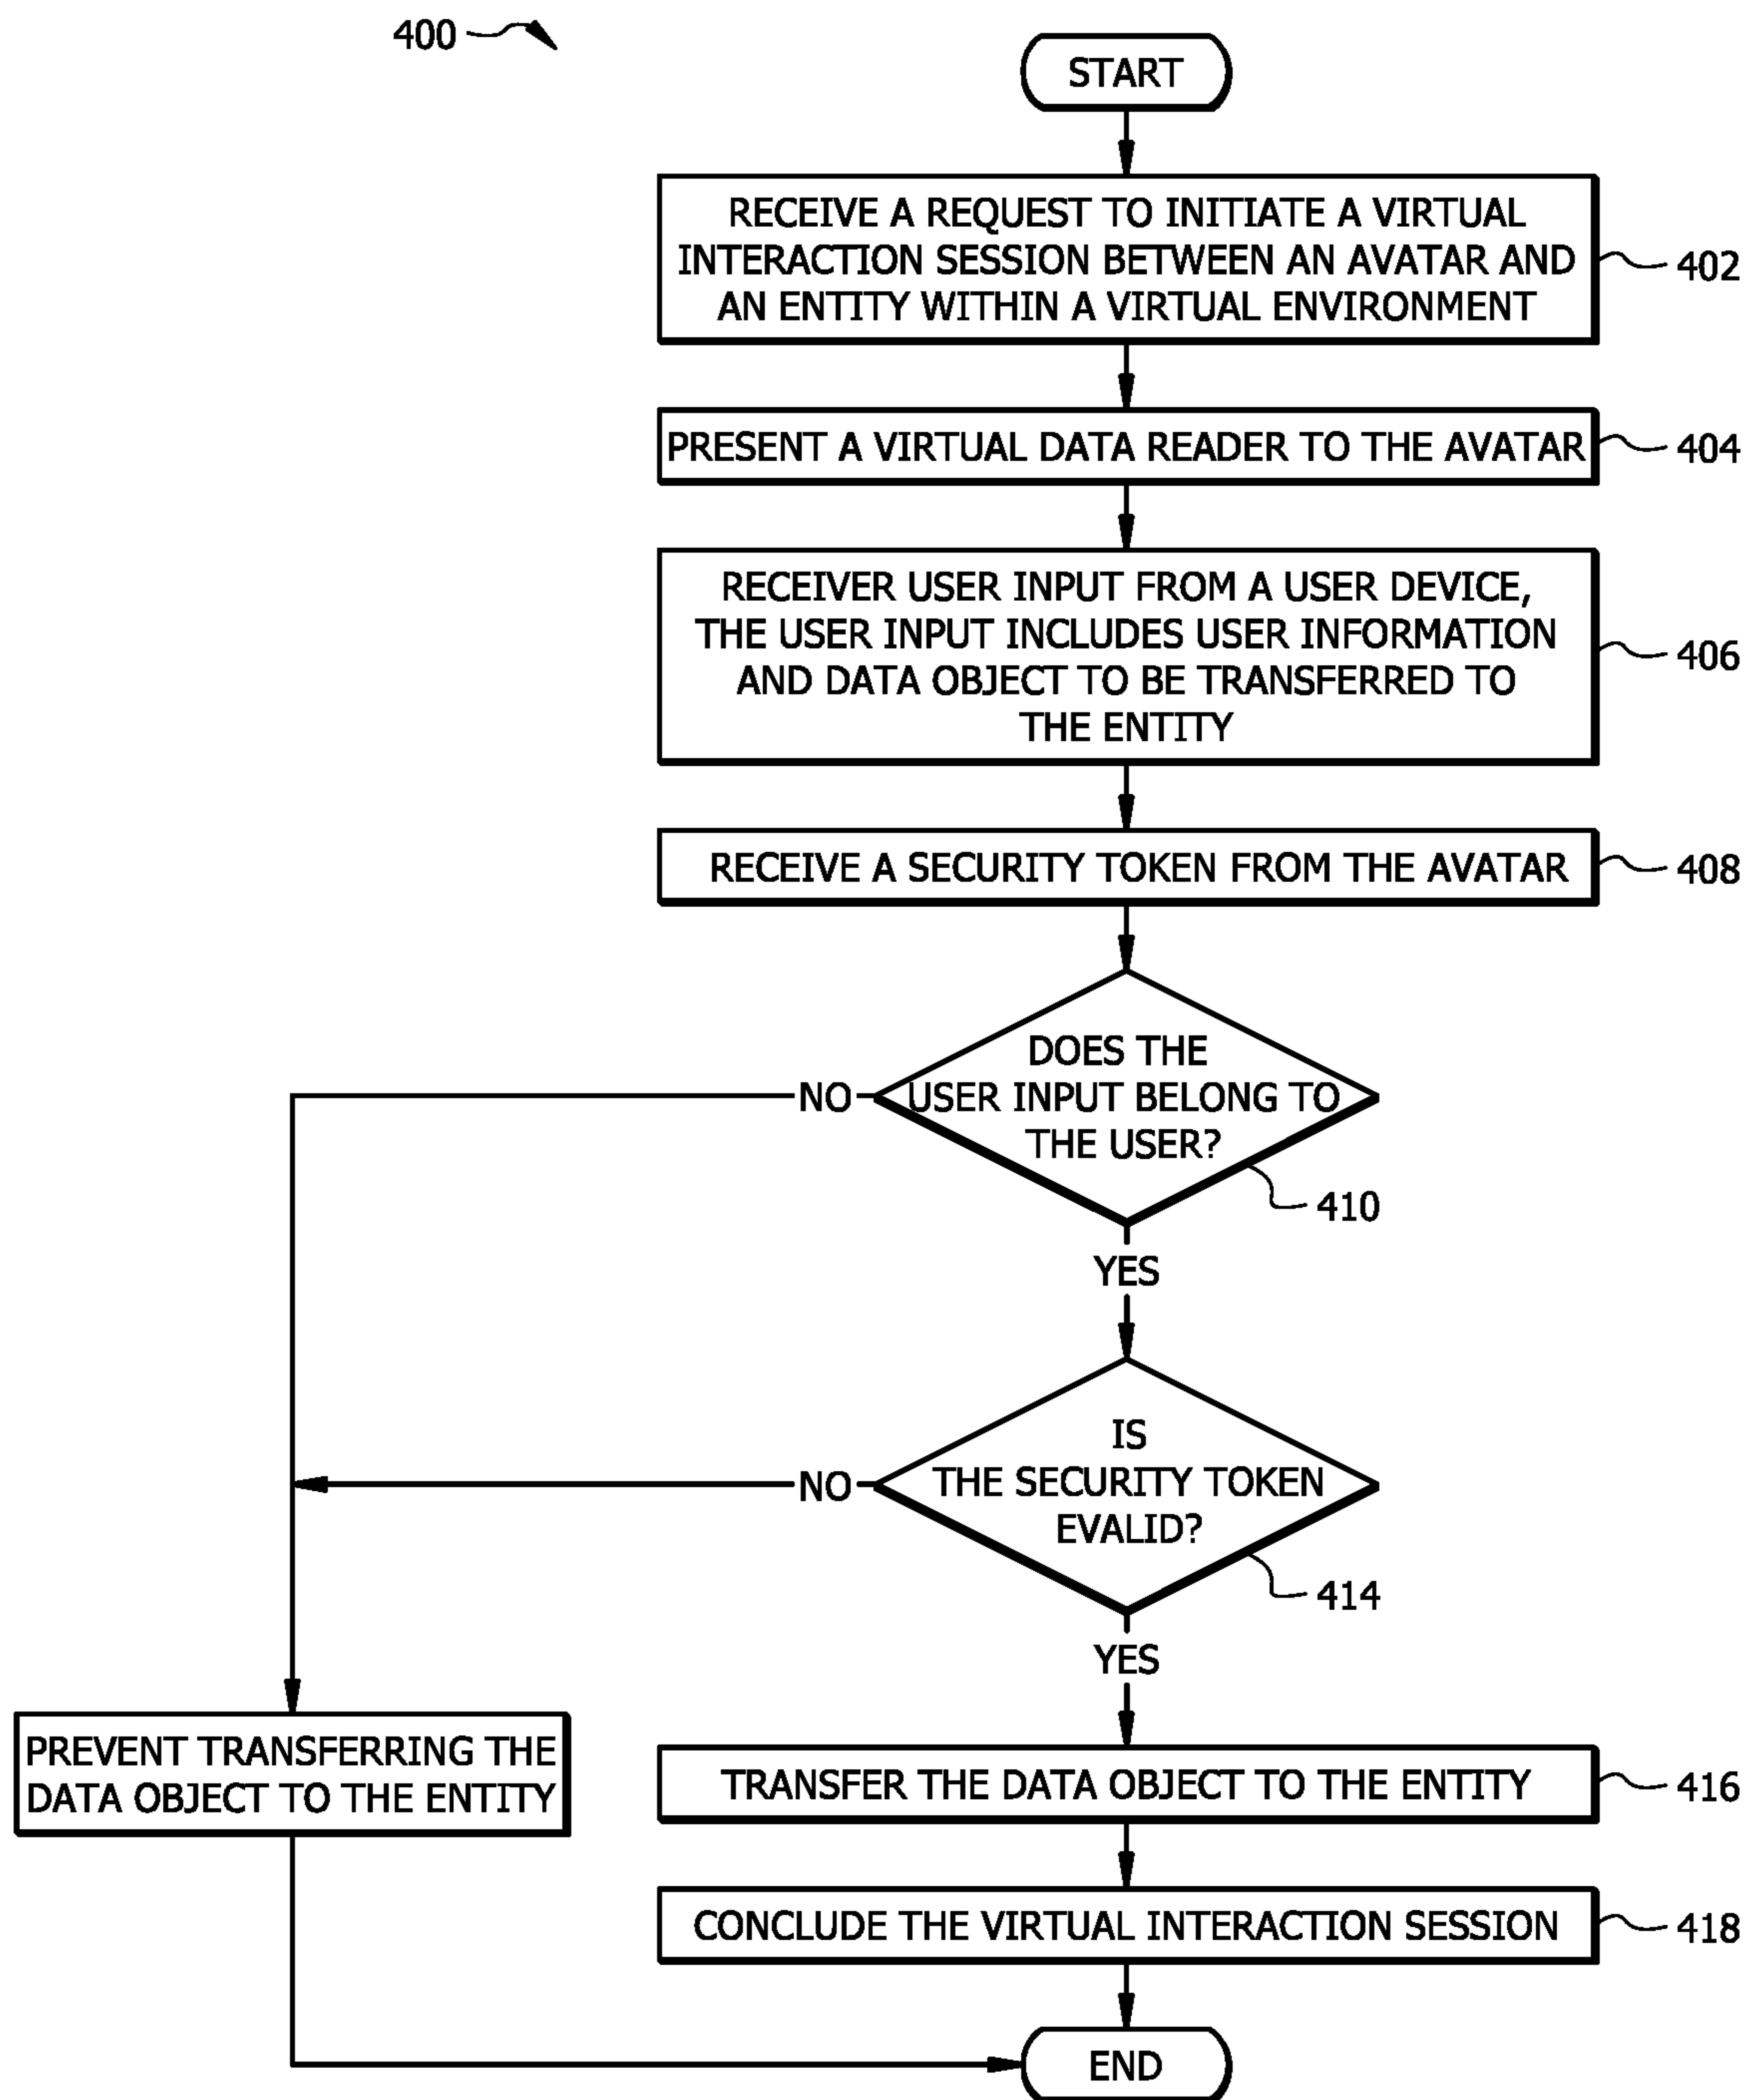 400
START
RECEIVE A REQUEST TO INITIATE A VIRTUAL
INTERACTION SESSION BETWEEN AN AVATAR AND
AN ENTITY WITHIN A VIRTUAL ENVIRONMENT
402
PRESENT A VIRTUAL DATA READER TO THE AVATAR
404
RECEIVER USER INPUT FROM A USER DEVICE,
THE USER INPUT INCLUDES USER INFORMATION
AND DATA OBJECT TO BE TRANSFERRED TO
THE ENTITY
406
RECEIVE A SECURITY TOKEN FROM THE AVATAR
408
DOES THE
USER INPUT BELONG TO
THE USER?
NO
410
YES
IS
THE SECURITY TOKEN
EVALID?
NO
414
YES
PREVENT TRANSFERRING THE
DATA OBJECT TO THE ENTITY
TRANSFER THE DATA OBJECT TO THE ENTITY
416
CONCLUDE THE VIRTUAL INTERACTION SESSION
418
END